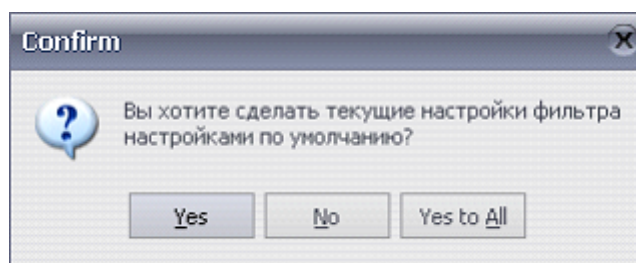 Confirm
Вы хотите сделать текущие настройки фильтра
настройками по умолчанию?
Yes
No
Yes to All